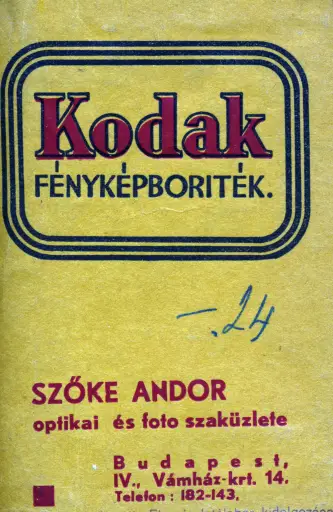 Kodak
FÉNYKÉPBORITÉK.
-.24
SZŐKE ANDOR
optikai és foto szaküzlete
Budapest,
IV., Vámház-krt. 14.
Telefon : 182-143.